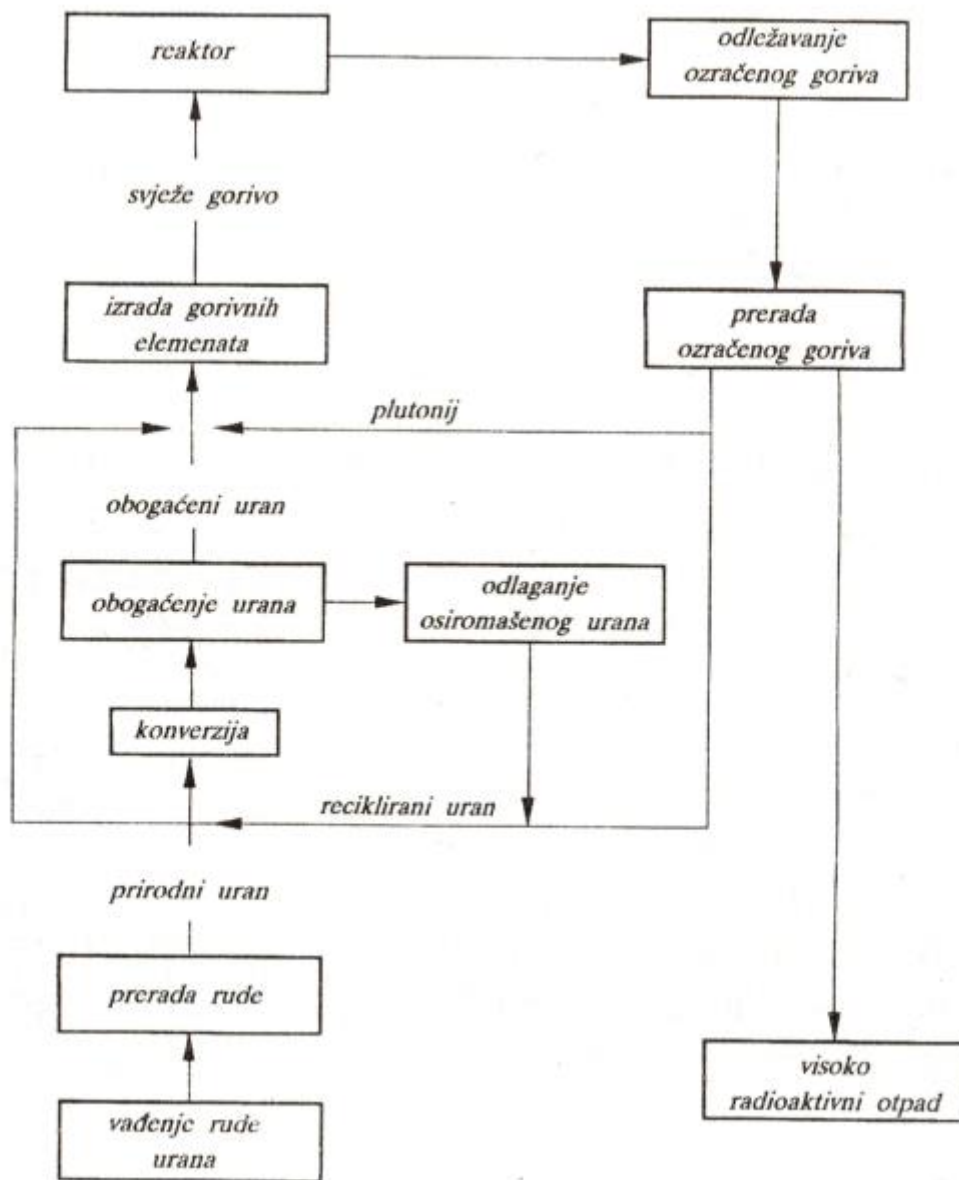 reaktor
odležavanje
ozračenog goriva
svježe gorivo
izrada gorivnih
elemenata
prerada
ozračenog goriva
plutonij
obogaćeni uran
obogaćenje urana
odlaganje
osiromašenog urana
konverzija
reciklirani uran
prirodni uran
prerada rude
visoko
radioaktivni otpad
vađenje rude
urana